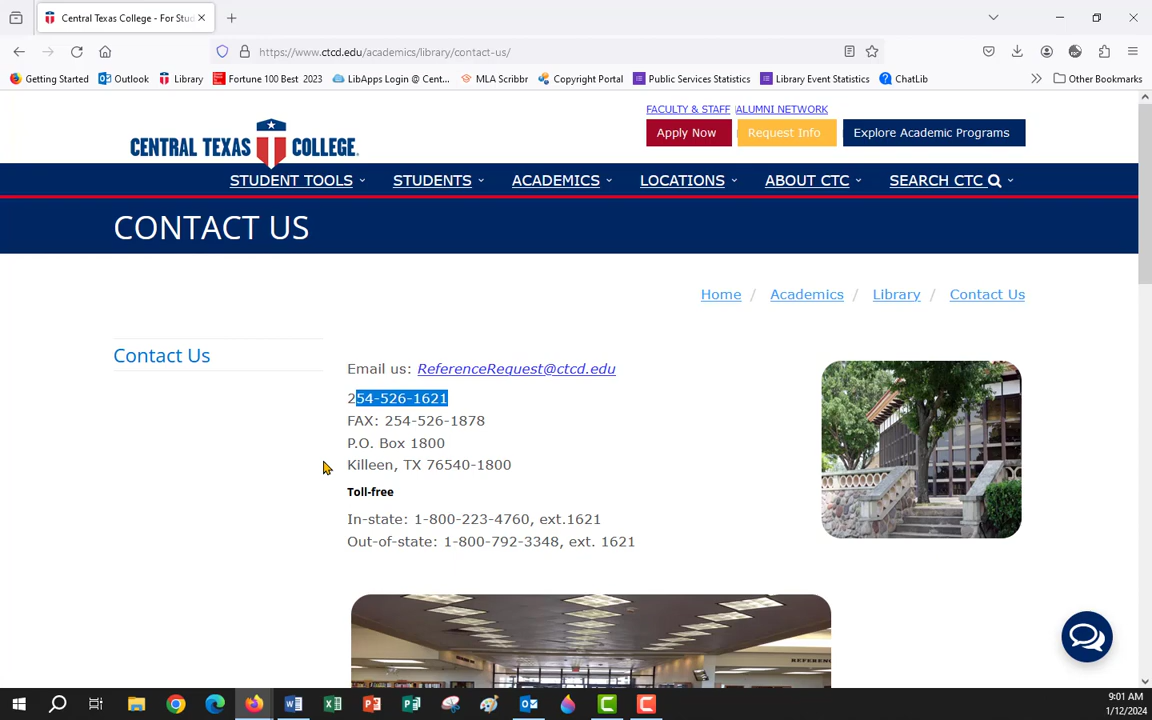 Central Texas College - For Stud
https://www.ctcd.edu/academics/library/contact-us/
Getting Started
Outlook
Library
Fortune 100 Best 2023
LibApps Login @ Cent...
MLA Scribbr
Copyright Portal
Public Services Statistics
Library Event Statistics
ChatLib
Other Bookmarks
FACULTY & STAFF
ALUMNI NETWORK
CENTRAL TEXAS COLLEGE.
Apply Now
Request Info
Explore Academic Programs
STUDENT TOOLS
STUDENTS
ACADEMICS
LOCATIONS
ABOUT CTC
SEARCH CTC
CONTACT US
Home / Academics / Library / Contact Us
Contact Us
Email us: ReferenceRequest@ctcd.edu
254-526-1621
FAX: 254-526-1878
P.O. Box 1800
Killeen, TX 76540-1800
Toll-free
In-state: 1-800-223-4760, ext.1621
Out-of-state: 1-800-792-3348, ext. 1621
9:01 AM
1/12/2024